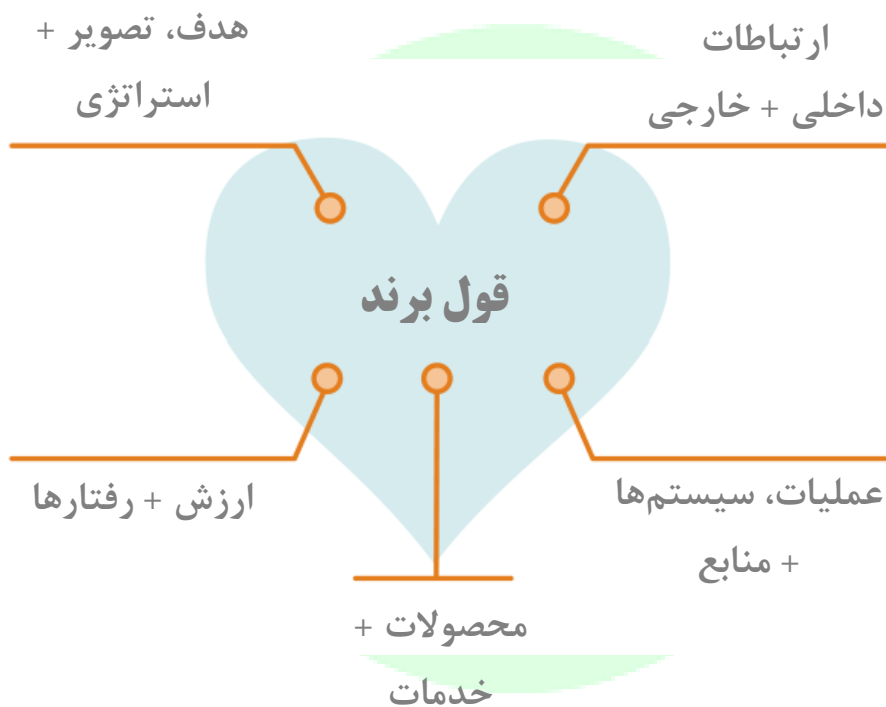 هدف، تصویر +
استراتژی
ارتباطات
داخلی + خارجی
قول برند
ارزش + رفتارها
عملیات، سیستم‌ها
+ منابع
محصولات +
خدمات